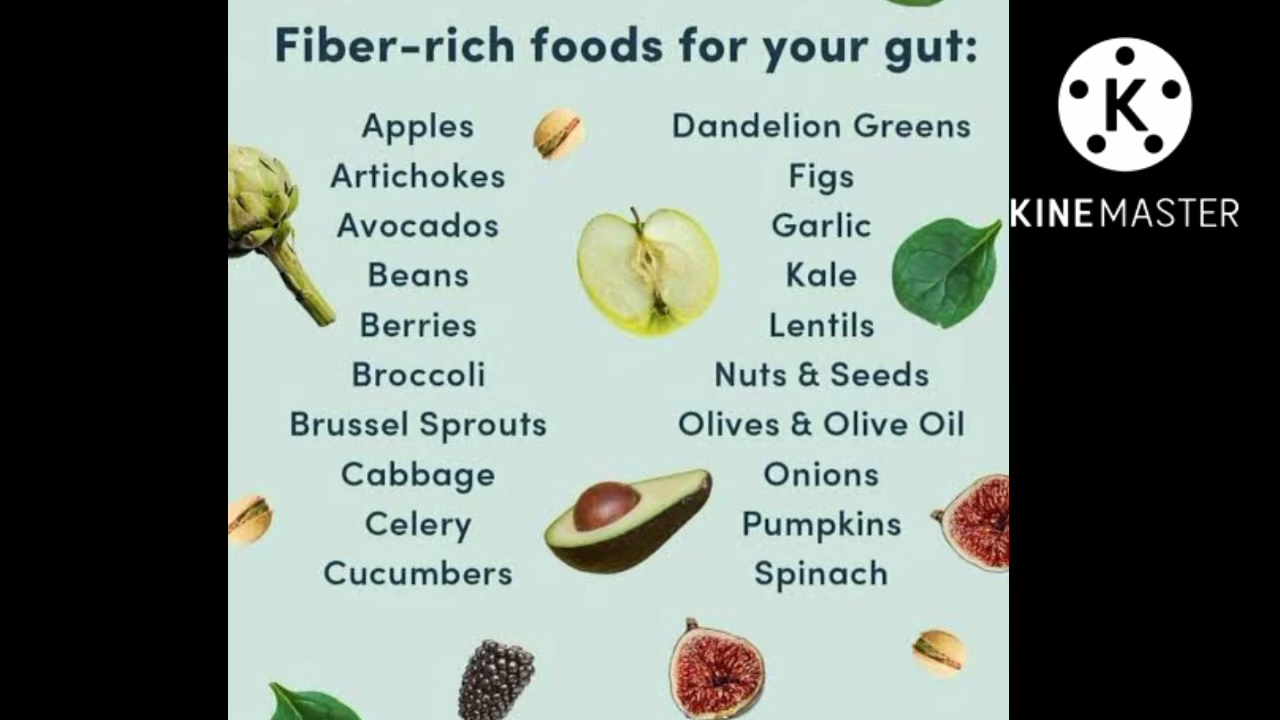 Fiber-rich foods for your gut:
Apples
Artichokes
Avocados
Beans
Berries
Broccoli
Brussel Sprouts
Cabbage
Celery
Cucumbers
Dandelion Greens
Figs
Garlic
Kale
Lentils
Nuts & Seeds
Olives & Olive Oil
Onions
Pumpkins
Spinach
K
KINEMASTER